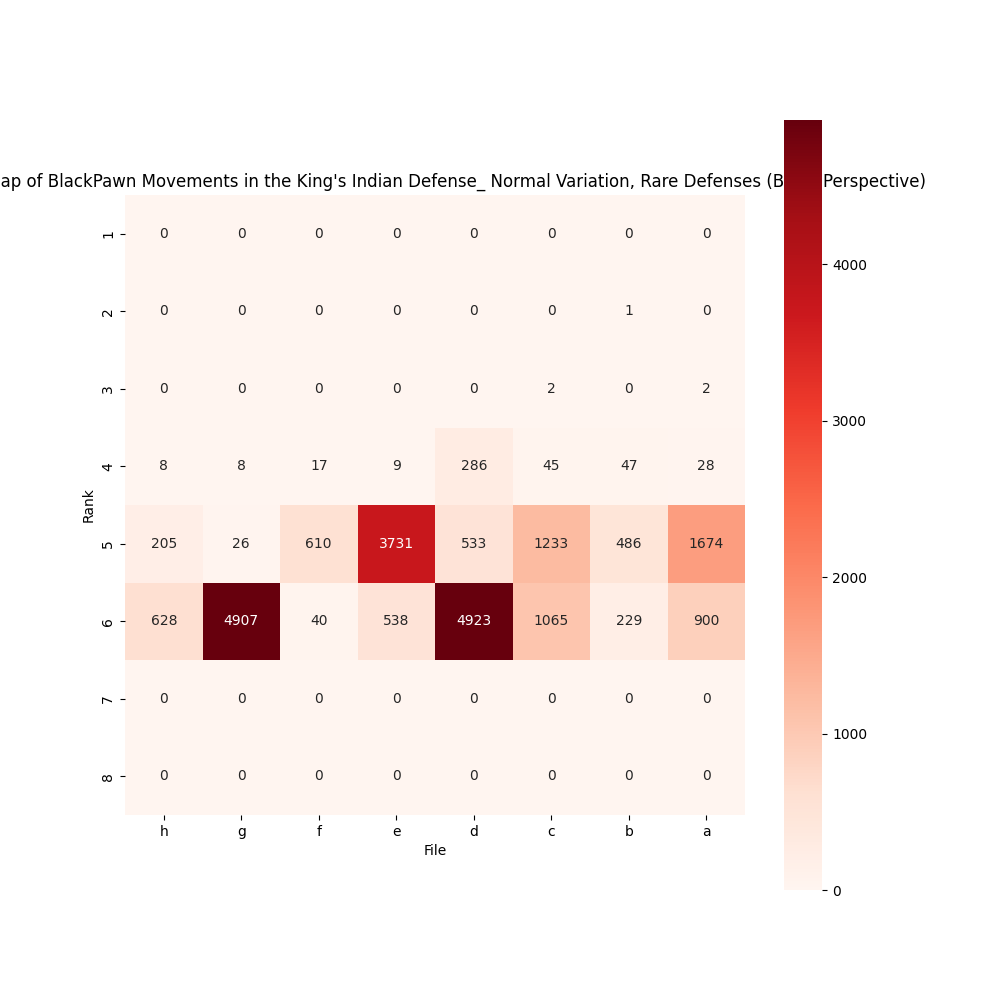 ap of BlackPawn Movements in the King's Indian Defense_ Normal Variation, Rare Defenses (B Perspective)
1 0 0 0 0 0 0 0 0
2 0 0 0 0 0 0 1 0
3 0 0 0 0 0 2 0 2
4 8 8 17 9 286 45 47 28
5 205 26 610 3731 533 1233 486 1674
6 628 4907 40 538 4923 1065 229 900
7 0 0 0 0 0 0 0 0
8 0 0 0 0 0 0 0 0
h g f e d c b a
File
Rank
4000
3000
2000
1000
0